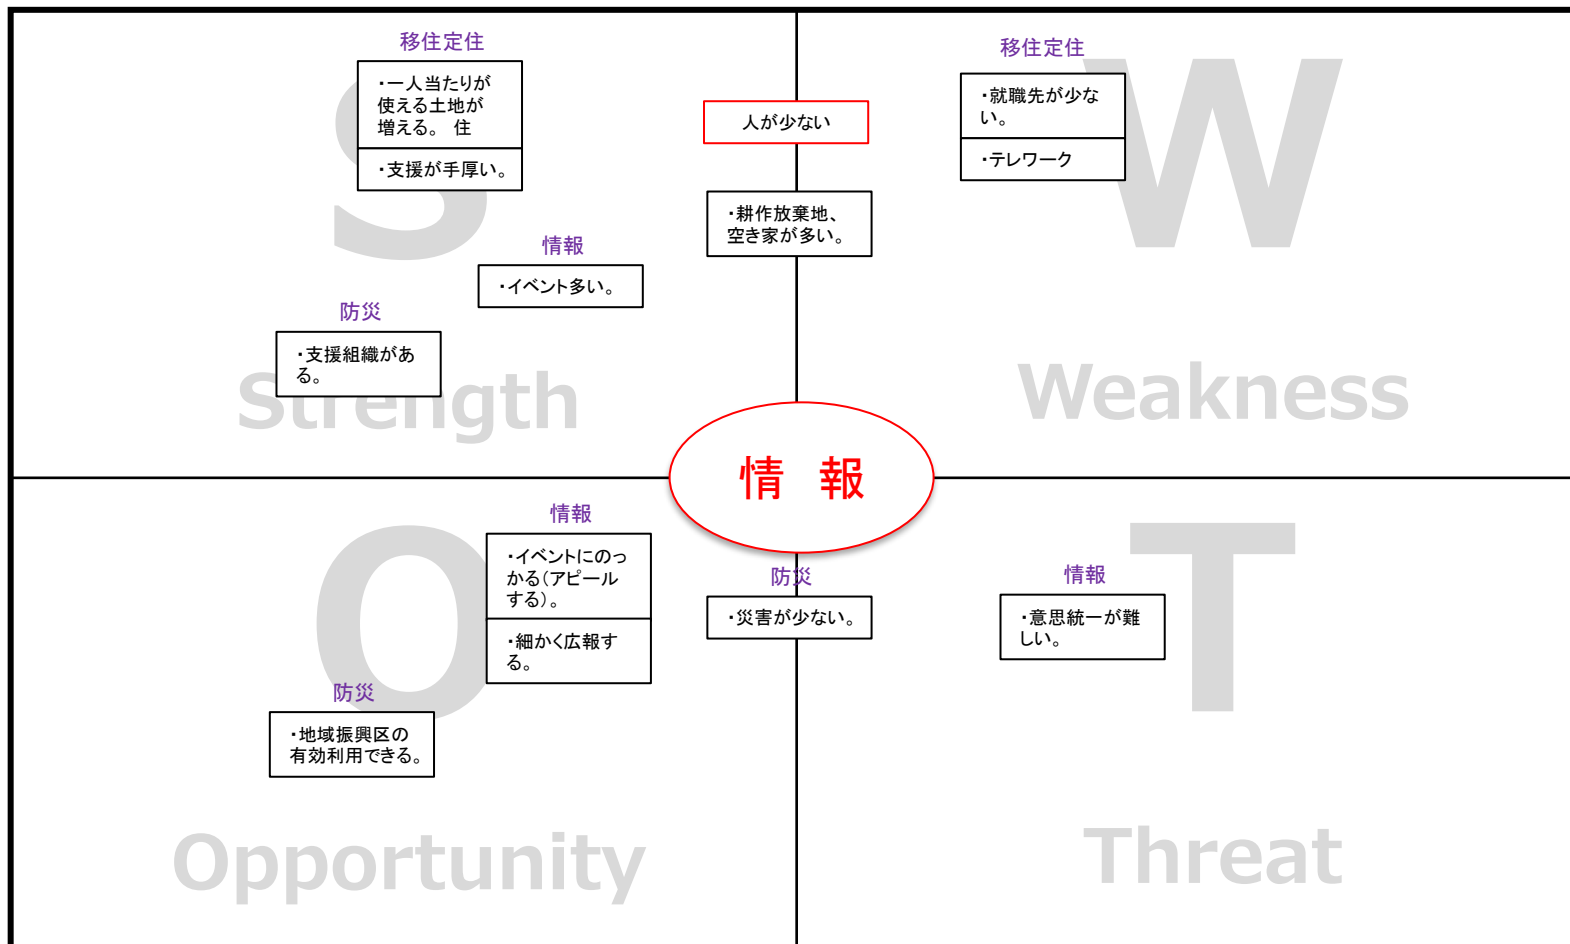 移住定住
・一人当たりが
使える土地が
増える。 住
・支援が手厚い。
情報
・イベント多い。
防災
・支援組織があ
る。
S
Strength
人が少ない
・耕作放棄地、
空き家が多い。
移住定住
・就職先が少な
い。
・テレワーク
W
Weakness
情 報
情報
・イベントにのっ
かる(アピール
する)。
・細かく広報す
る。
防災
・地域振興区の
有効利用できる。
O
Opportunity
防災
・災害が少ない。
情報
・意思統一が難
しい。
T
Threat